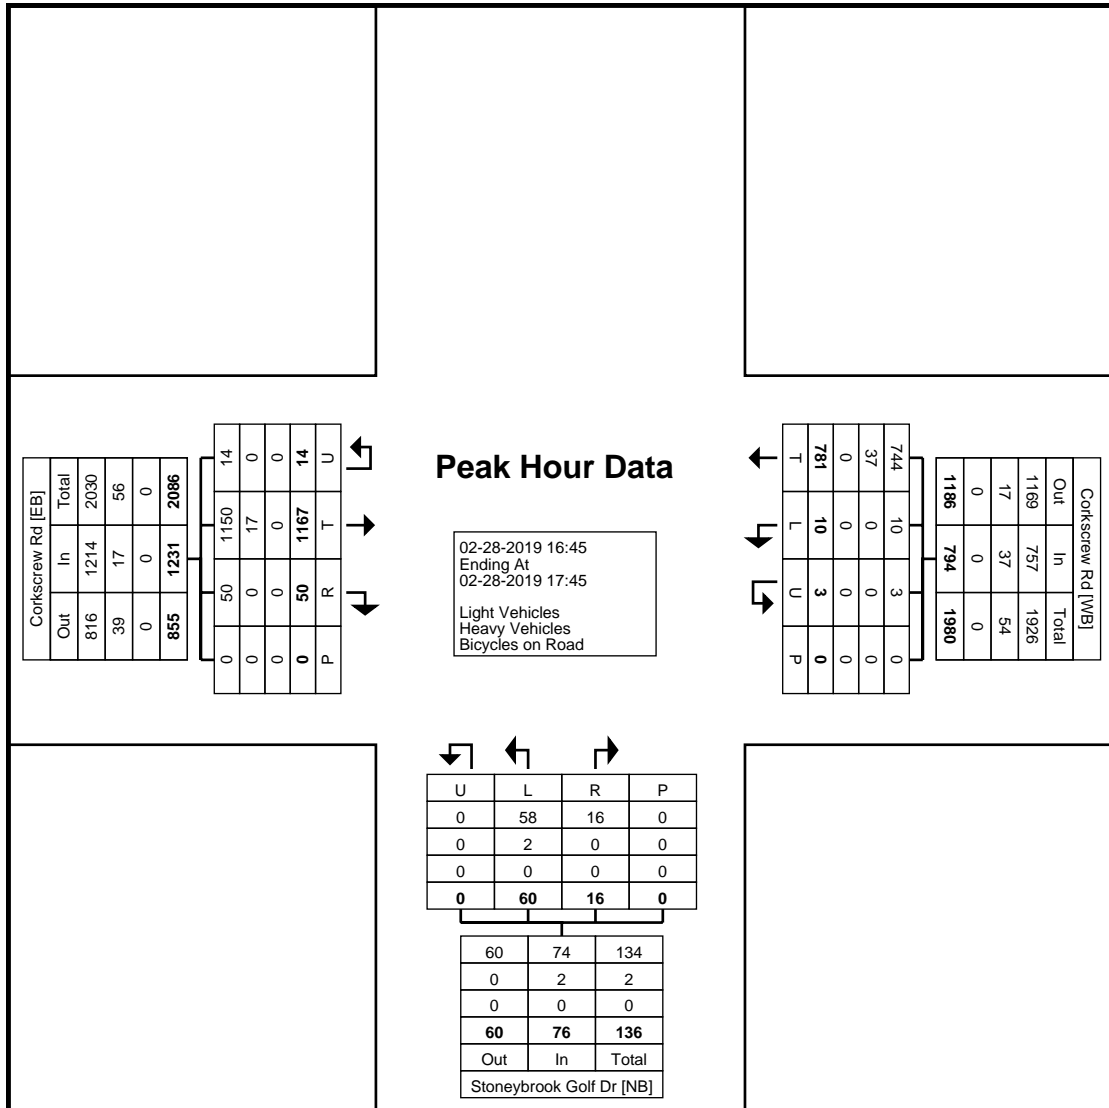 Peak Hour Data
02-28-2019 16:45
Ending At
02-28-2019 17:45
Light Vehicles
Heavy Vehicles
Bicycles on Road
Corkscrew Rd [EB]
Total In Out
2030 1214 816
56 17 39
0 0 0
2086 1231 855
14 1150 50 0
0 17 0 0
0 0 0 0
14 1167 50 0
U T R P
Corkscrew Rd [WB]
Out In Total
1169 757 1926
17 37 54
0 0 0
1186 794 1980
744 10 3 0
37 0 0 0
0 0 0 0
781 10 3 0
T L U P
U L R P
0 58 16 0
0 2 0 0
0 0 0 0
0 60 16 0
60 74 134
0 2 2
0 0 0
60 76 136
Out In Total
Stoneybrook Golf Dr [NB]